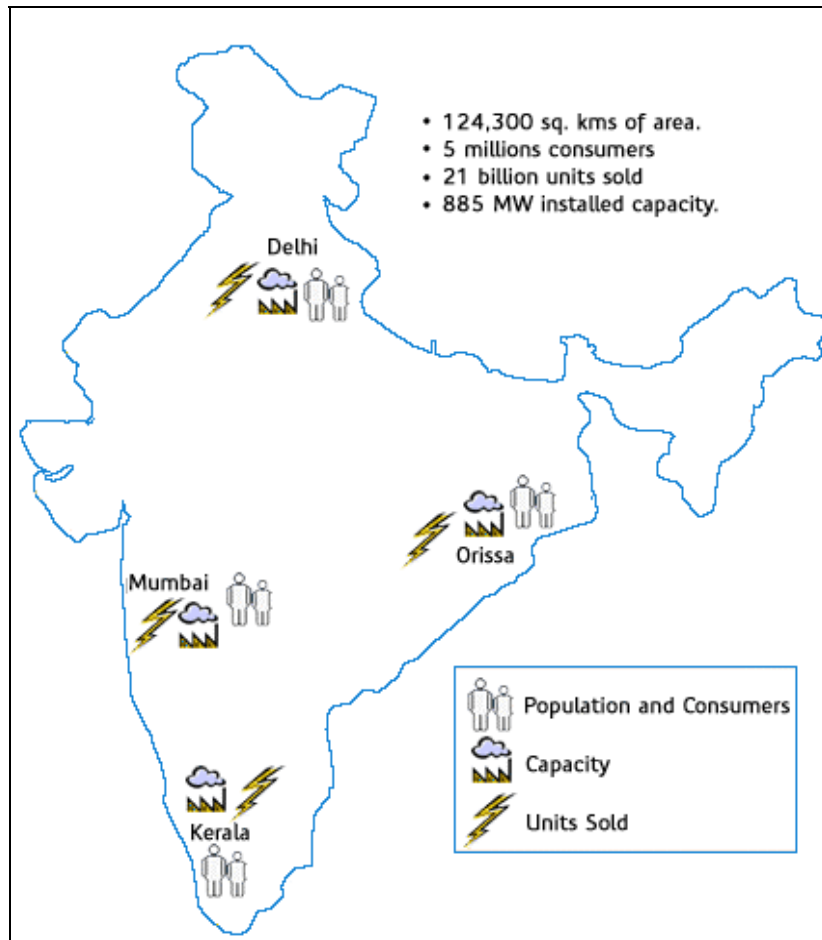 • 124,300 sq. kms of area.
• 5 millions consumers
• 21 billion units sold
• 885 MW installed capacity.
Delhi
Orissa
Mumbai
Kerala
Population and Consumers
Capacity
Units Sold